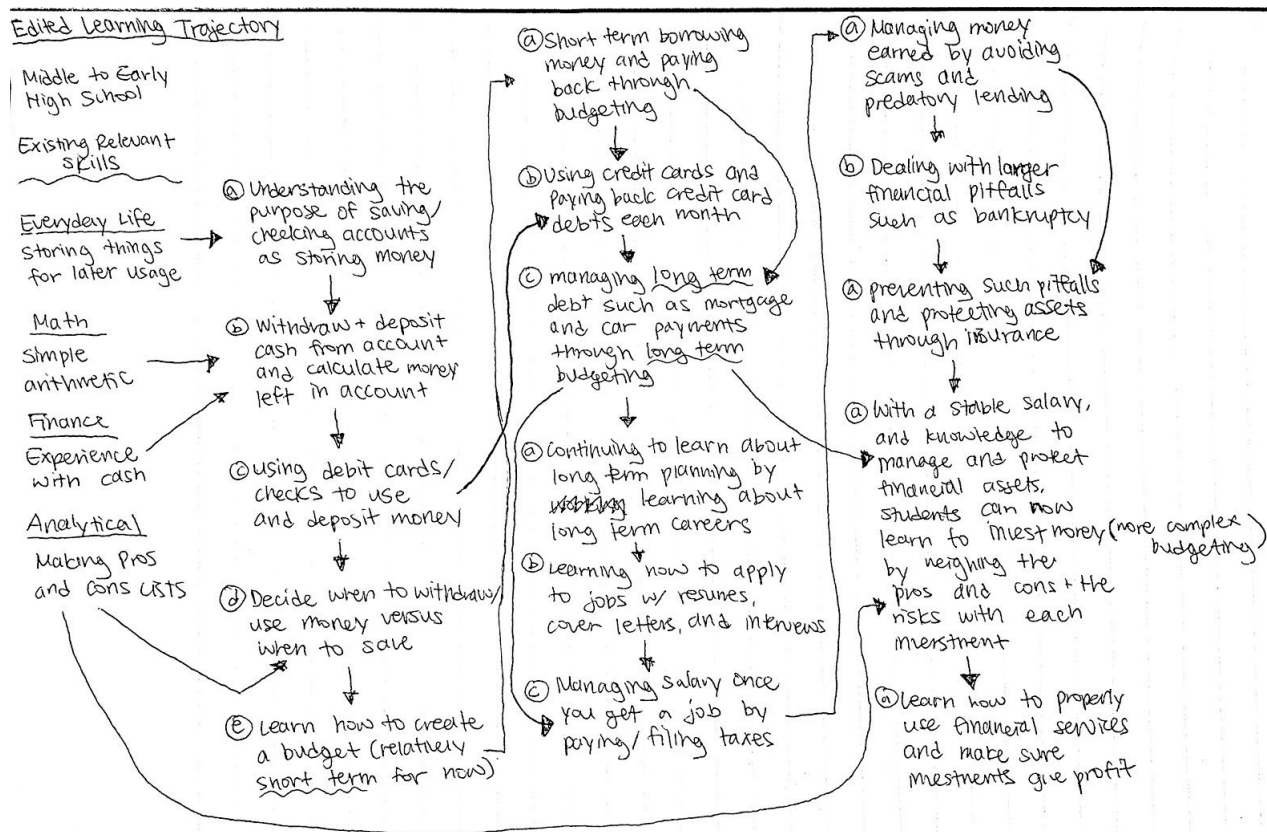 Edited Learning Trajectory
Middle to Early
High School
Existing Relevant
Skills
Everyday Life
storing things
for later usage
Math
Simple
arithmetic
Finance
Experience
with cash
Analytical
Making Pros
and cons Lists
ⓐ Understanding the
purpose of saving/
checking accounts
as storing money
ⓑ Withdraw + deposit
cash from account
and calculate money
left in account
ⓒ Using debit cards/
checks to use
and deposit money
ⓓ Decide when to withdraw/
use money versus
when to save
ⓔ Learn how to create
a budget (relatively
short term for now)
ⓐ Short term borrowing
money and paying
back through
budgeting
ⓑ Using credit cards and
paying back credit card
debts each month
ⓒ managing long term
debt such as mortgage
and car payments
through long term
budgeting
ⓐ Continuing to learn about
long term planning by
learning about
long term careers
ⓑ Learning how to apply
to jobs w/ resumes,
cover letters, and interviews
ⓒ Managing salary once
you get a job by
paying/filing taxes
ⓐ Managing money
earned by avoiding
scams and
predatory lending
ⓑ Dealing with larger
financial pitfalls
such as bankruptcy
ⓐ preventing such pitfalls
and protecting assets
through insurance
ⓐ With a stable salary,
and knowledge to
manage and protect
financial assets,
students can now
learn to invest money (more complex
budgeting)
by weighing the
pros and cons + the
risks with each
investment
ⓐ Learn how to properly
use financial services
and make sure
investments give profit